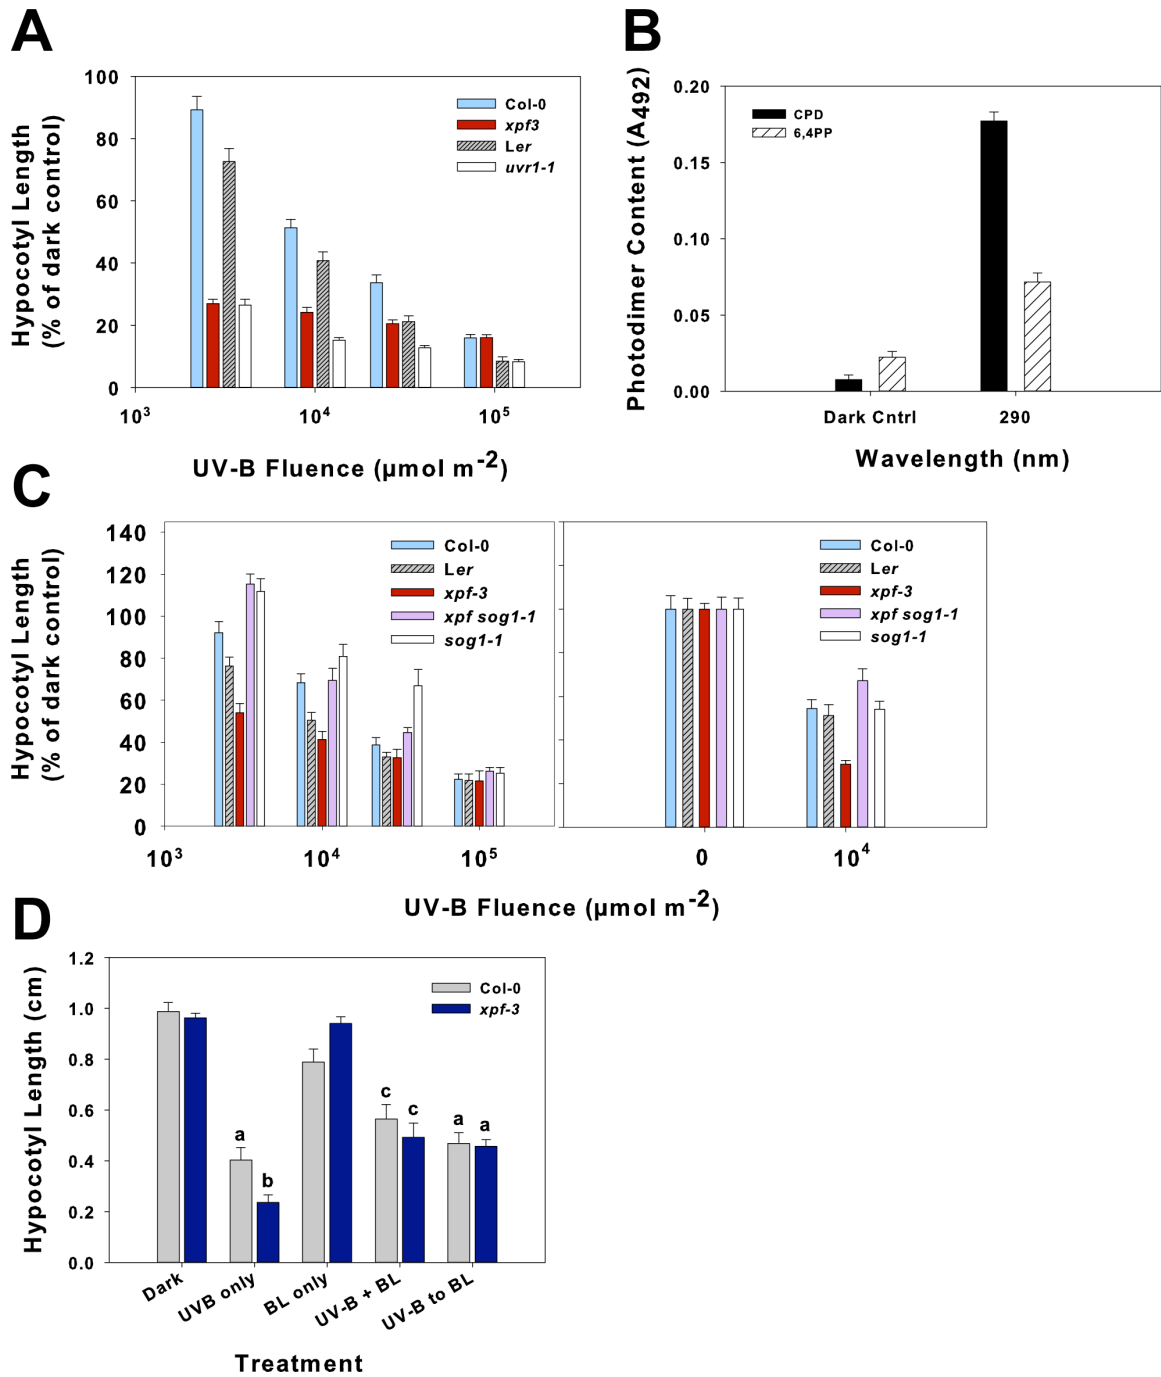 A
Hypocotyl Length
(% of dark control)
100
80
60
40
20
0
Col-0
xpf3
Ler
uvr1-1
10³
10⁴
10⁵
UV-B Fluence (µmol m⁻²)
B
Photodimer Content (A492)
0.20
0.15
0.10
0.05
0.00
CPD
6,4PP
Dark Cntrl
290
Wavelength (nm)
C
Hypocotyl Length
(% of dark control)
140
120
100
80
60
40
20
0
Col-0
Ler
xpf-3
xpf sog1-1
sog1-1
10³
10⁴
10⁵
Col-0
Ler
xpf-3
xpf sog1-1
sog1-1
0
10⁴
UV-B Fluence (µmol m⁻²)
D
Hypocotyl Length (cm)
1.2
1.0
0.8
0.6
0.4
0.2
0.0
Col-0
xpf-3
a
b
c
c
a
a
Dark
UVB only
BL only
UV-B + BL
UV-B to BL
Treatment